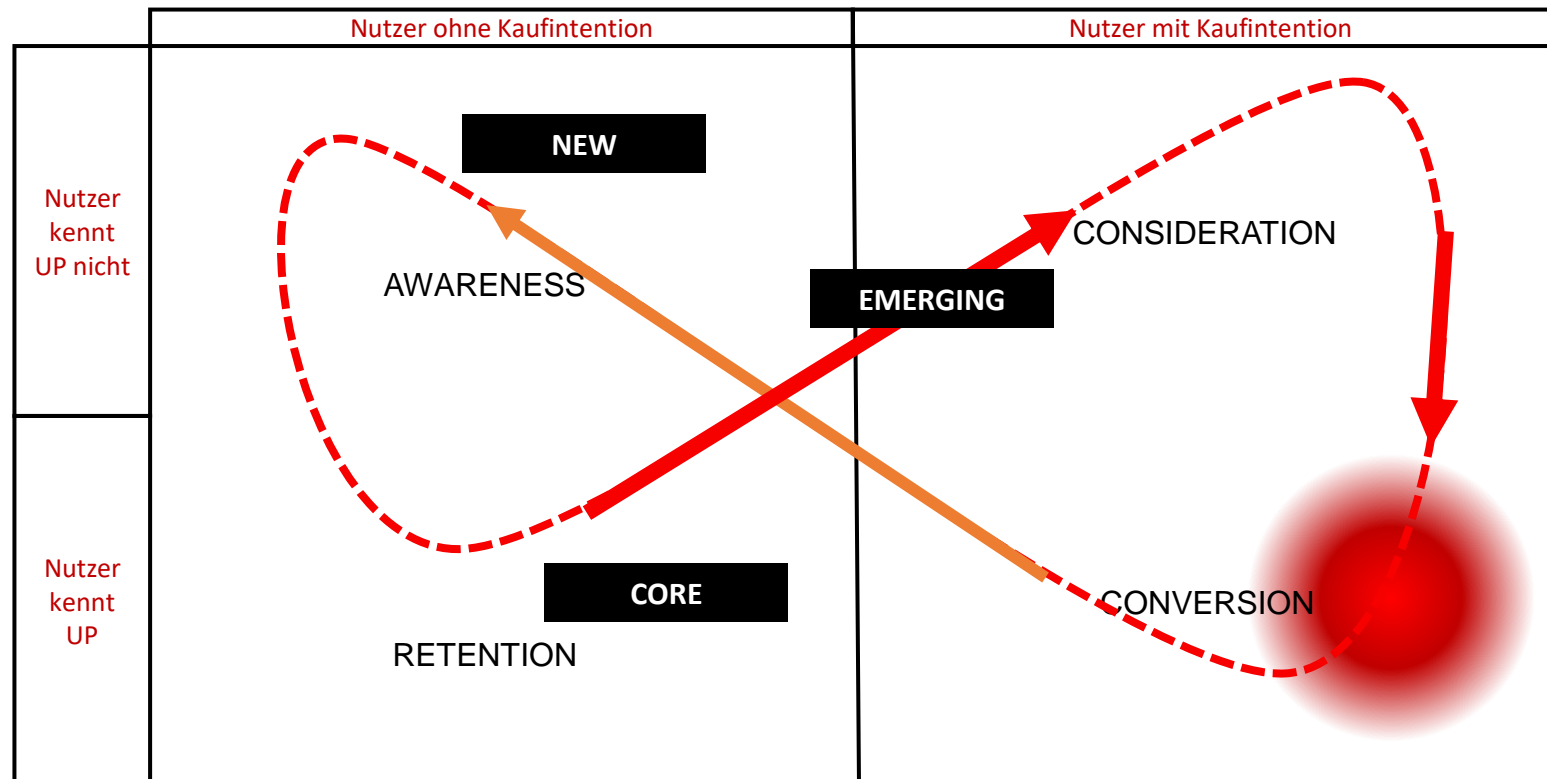 Nutzer ohne Kaufintention
Nutzer mit Kaufintention
Nutzer
kennt
UP nicht
NEW
AWARENESS
CONSIDERATION
EMERGING
Nutzer
kennt
UP
CORE
RETENTION
CONVERSION